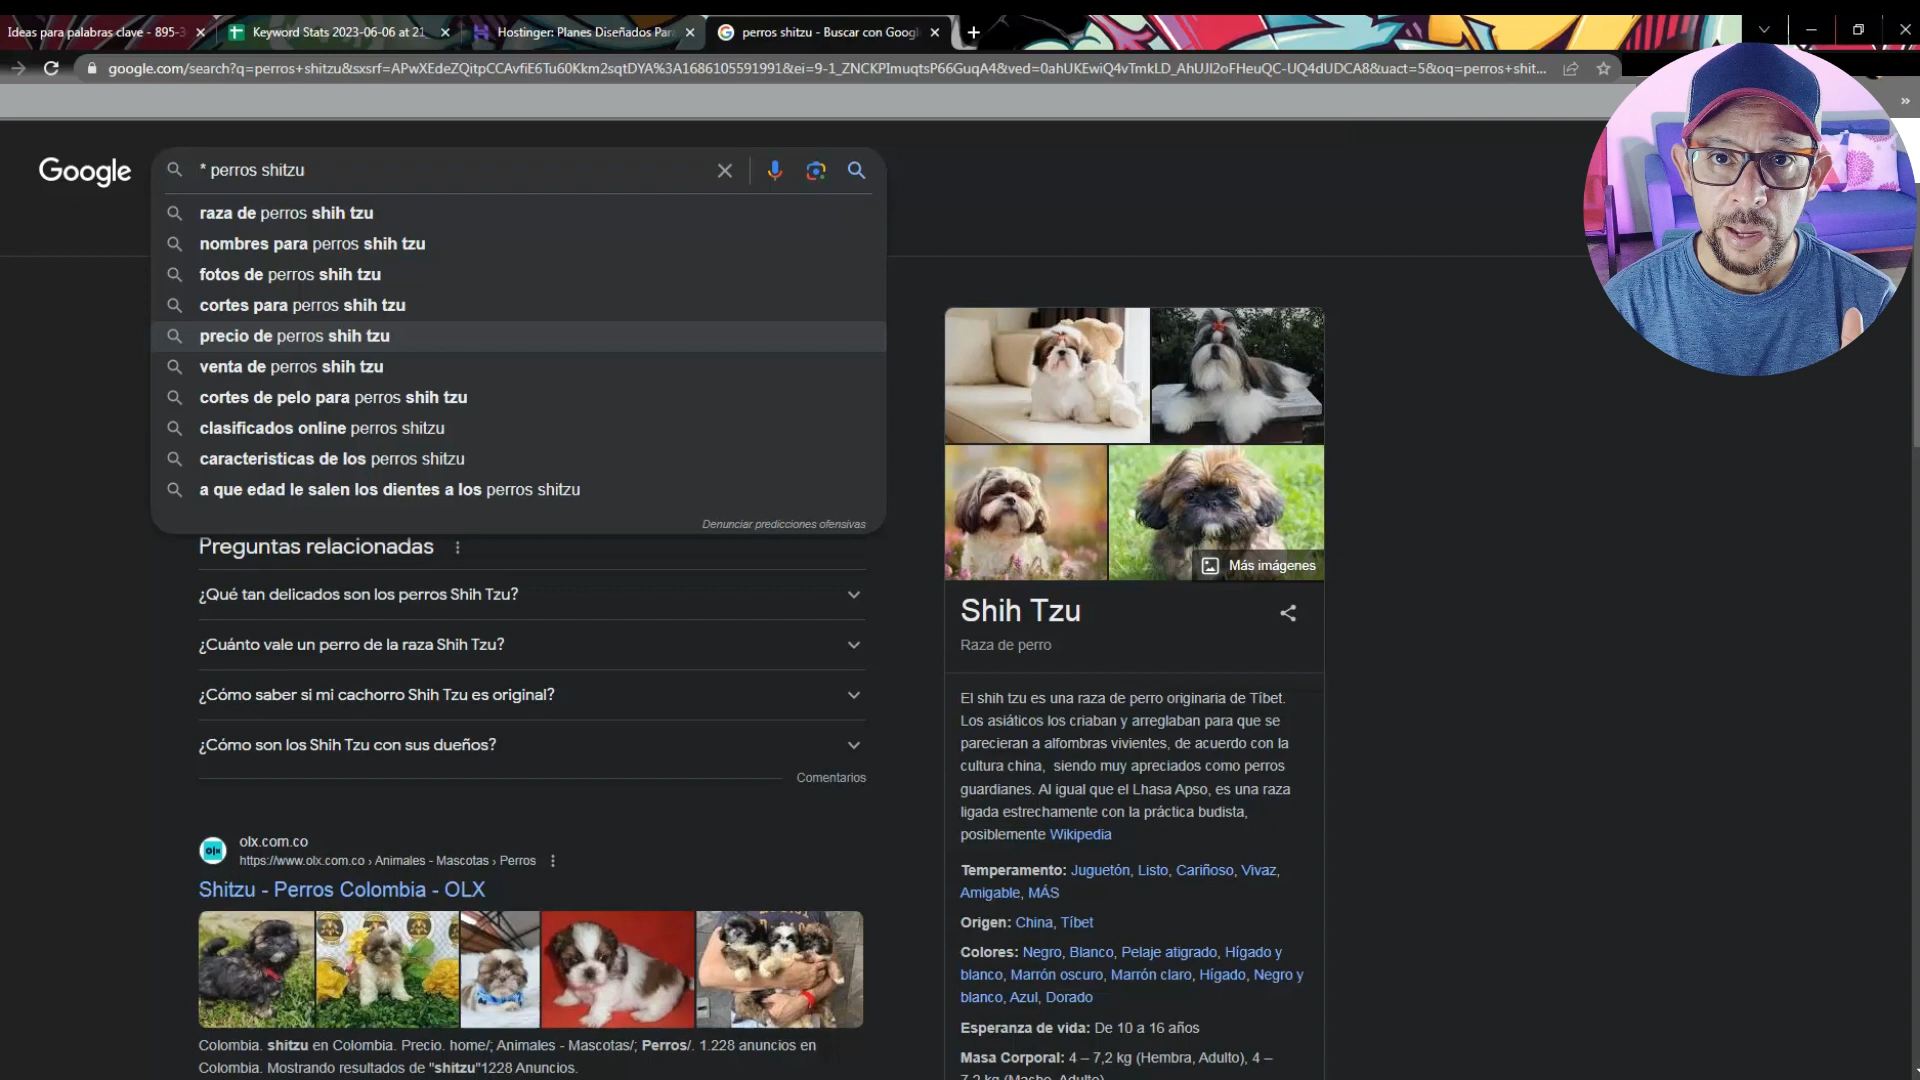 Ideas para palabras clave - 895-3
Keyword Stats 2023-06-06 at 21
Hostinger: Planes Diseñados Par
perros shitzu - Buscar con Googl
google.com/search?q=perros+shitzu&sxsrf=APwXEdeZQitpCCAvfiE6Tu60Kkm2sqtDYA%3A1686105591991&ei=9-1_ZNCKPImuqtsP66GuqA4&ved=0ahUKEwiQ4vTmkLD_AhUJl2oFHeuQC-UQ4dUDCA8&uact=5&oq=perros+shit...
Google
* perros shitzu
raza de perros shih tzu
nombres para perros shih tzu
fotos de perros shih tzu
cortes para perros shih tzu
precio de perros shih tzu
venta de perros shih tzu
cortes de pelo para perros shih tzu
clasificados online perros shitzu
caracteristicas de los perros shitzu
a que edad le salen los dientes a los perros shitzu
Denunciar predicciones ofensivas
Preguntas relacionadas
¿Qué tan delicados son los perros Shih Tzu?
¿Cuánto vale un perro de la raza Shih Tzu?
¿Cómo saber si mi cachorro Shih Tzu es original?
¿Cómo son los Shih Tzu con sus dueños?
Comentarios
olx
olx.com.co
https://www.olx.com.co › Animales - Mascotas › Perros
Shitzu - Perros Colombia - OLX
Colombia. shitzu en Colombia. Precio. home/; Animales - Mascotas/; Perros/. 1.228 anuncios en
Colombia. Mostrando resultados de "shitzu"1228 Anuncios.
Más imágenes
Shih Tzu
Raza de perro
El shih tzu es una raza de perro originaria de Tíbet.
Los asiáticos los criaban y arreglaban para que se
parecieran a alfombras vivientes, de acuerdo con la
cultura china, siendo muy apreciados como perros
guardianes. Al igual que el Lhasa Apso, es una raza
ligada estrechamente con la práctica budista,
posiblemente Wikipedia
Temperamento: Juguetón, Listo, Cariñoso, Vivaz,
Amigable, MÁS
Origen: China, Tíbet
Colores: Negro, Blanco, Pelaje atigrado, Hígado y
blanco, Marrón oscuro, Marrón claro, Hígado, Negro y
blanco, Azul, Dorado
Esperanza de vida: De 10 a 16 años
Masa Corporal: 4 – 7,2 kg (Hembra, Adulto), 4 –
7,2 kg (Macho, Adulto)